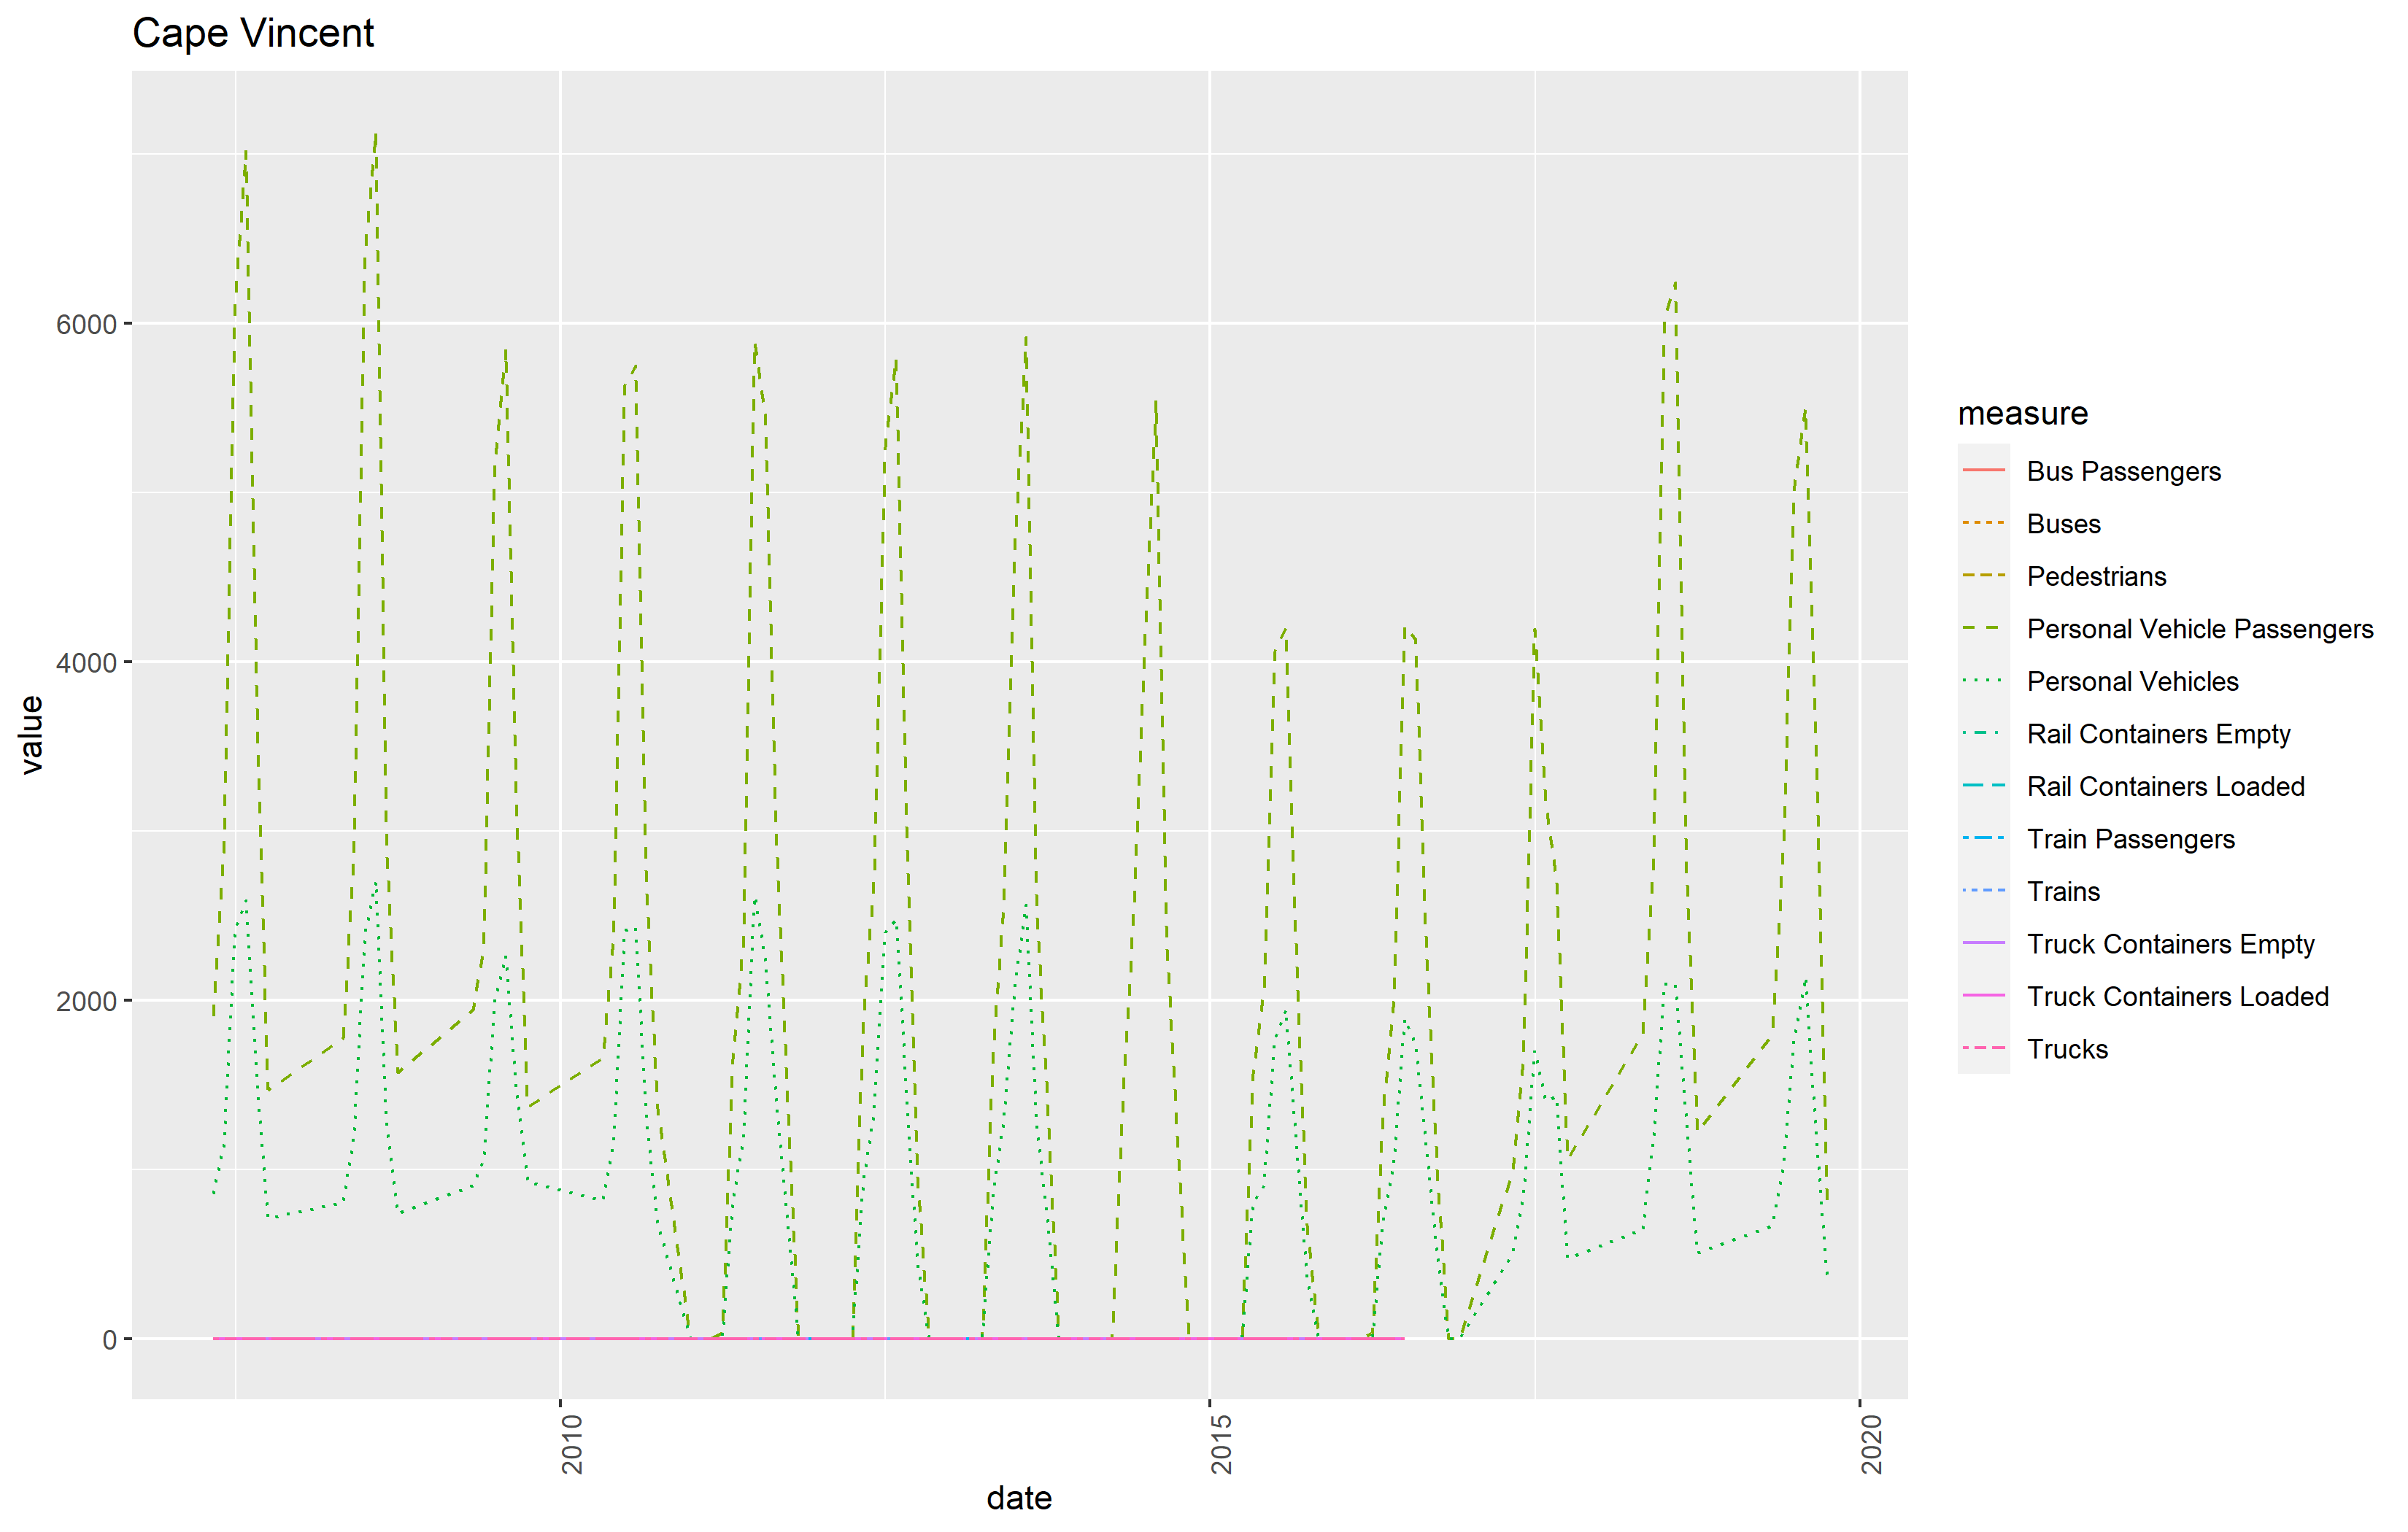 Cape Vincent
6000
4000
2000
0
value
2010
2015
2020
date
measure
Bus Passengers
Buses
Pedestrians
Personal Vehicle Passengers
Personal Vehicles
Rail Containers Empty
Rail Containers Loaded
Train Passengers
Trains
Truck Containers Empty
Truck Containers Loaded
Trucks